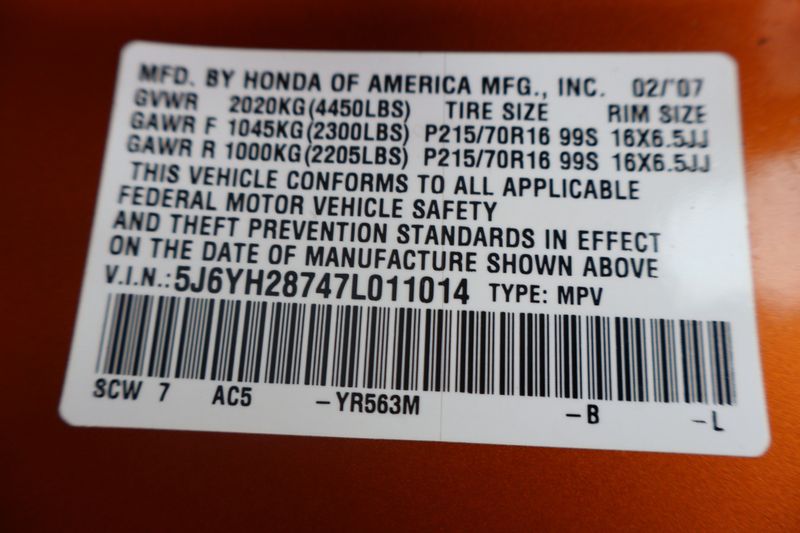 MFD. BY HONDA OF AMERICA MFG., INC. 02/'07
GVWR 2020KG(4450LBS) TIRE SIZE RIM SIZE
GAWR F 1045KG(2300LBS) P215/70R16 99S 16X6.5JJ
GAWR R 1000KG(2205LBS) P215/70R16 99S 16X6.5JJ
THIS VEHICLE CONFORMS TO ALL APPLICABLE
FEDERAL MOTOR VEHICLE SAFETY
AND THEFT PREVENTION STANDARDS IN EFFECT
ON THE DATE OF MANUFACTURE SHOWN ABOVE
V.I.N.:5J6YH28747L011014 TYPE: MPV
SCW 7 AC5 -YR563M -B -L